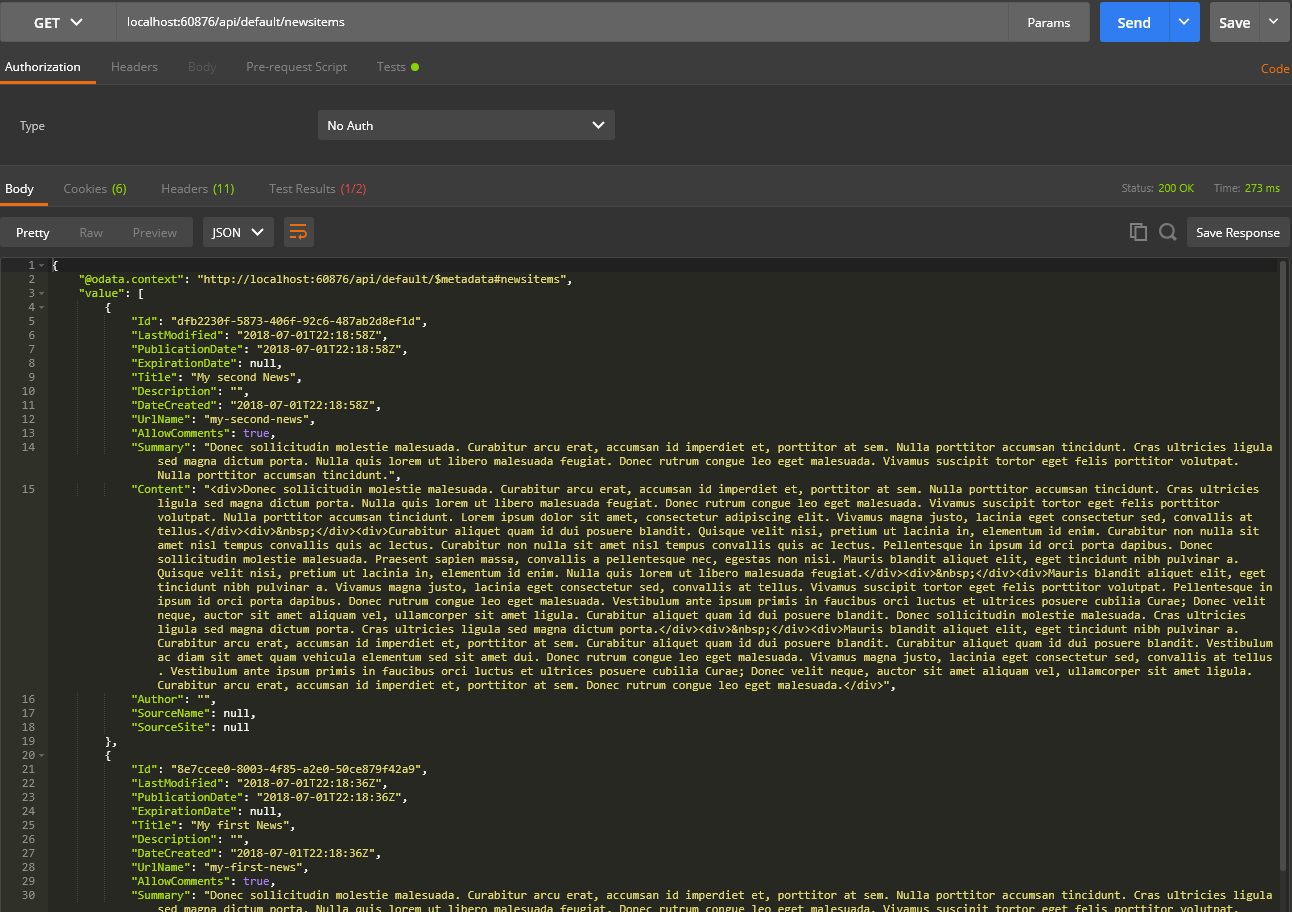 GET localhost:60876/api/default/newsitems Params Send Save
Authorization Headers Body Pre-request Script Tests Code
Type No Auth
Body Cookies (6) Headers (11) Test Results (1/2) Status: 200 OK Time: 273 ms
Pretty Raw Preview JSON Save Response
1 {
2 "@odata.context": "http://localhost:60876/api/default/$metadata#newsitems",
3 "value": [
4 {
5 "Id": "dfb2230f-5873-406f-92c6-487ab2d8ef1d",
6 "LastModified": "2018-07-01T22:18:58Z",
7 "PublicationDate": "2018-07-01T22:18:58Z",
8 "ExpirationDate": null,
9 "Title": "My second News",
10 "Description": "",
11 "DateCreated": "2018-07-01T22:18:58Z",
12 "UrlName": "my-second-news",
13 "AllowComments": true,
14 "Summary": "Donec sollicitudin molestie malesuada. Curabitur arcu erat, accumsan id imperdiet et, porttitor at sem. Nulla porttitor accumsan tincidunt. Cras ultricies ligula
sed magna dictum porta. Nulla quis lorem ut libero malesuada feugiat. Donec rutrum congue leo eget malesuada. Vivamus suscipit tortor eget felis porttitor volutpat.
Nulla porttitor accumsan tincidunt.",
15 "Content": "<div>Donec sollicitudin molestie malesuada. Curabitur arcu erat, accumsan id imperdiet et, porttitor at sem. Nulla porttitor accumsan tincidunt. Cras ultricies
ligula sed magna dictum porta. Nulla quis lorem ut libero malesuada feugiat. Donec rutrum congue leo eget malesuada. Vivamus suscipit tortor eget felis porttitor
volutpat. Nulla porttitor accumsan tincidunt. Lorem ipsum dolor sit amet, consectetur adipiscing elit. Vivamus magna justo, lacinia eget consectetur sed, convallis at
tellus.</div><div>&nbsp;</div><div>Curabitur aliquet quam id dui posuere blandit. Quisque velit nisi, pretium ut lacinia in, elementum id enim. Curabitur non nulla sit
amet nisl tempus convallis quis ac lectus. Curabitur non nulla sit amet nisl tempus convallis quis ac lectus. Pellentesque in ipsum id orci porta dapibus. Donec
sollicitudin molestie malesuada. Praesent sapien massa, convallis a pellentesque nec, egestas non nisi. Mauris blandit aliquet elit, eget tincidunt nibh pulvinar a.
Quisque velit nisi, pretium ut lacinia in, elementum id enim. Nulla quis lorem ut libero malesuada feugiat.</div><div>&nbsp;</div><div>Mauris blandit aliquet elit, eget
tincidunt nibh pulvinar a. Vivamus magna justo, lacinia eget consectetur sed, convallis at tellus. Vivamus suscipit tortor eget felis porttitor volutpat. Pellentesque in
ipsum id orci porta dapibus. Donec rutrum congue leo eget malesuada. Vestibulum ante ipsum primis in faucibus orci luctus et ultrices posuere cubilia Curae; Donec velit
neque, auctor sit amet aliquam vel, ullamcorper sit amet ligula. Curabitur aliquet quam id dui posuere blandit. Donec sollicitudin molestie malesuada. Cras ultricies
ligula sed magna dictum porta. Cras ultricies ligula sed magna dictum porta.</div><div>&nbsp;</div><div>Mauris blandit aliquet elit, eget tincidunt nibh pulvinar a.
Curabitur arcu erat, accumsan id imperdiet et, porttitor at sem. Curabitur aliquet quam id dui posuere blandit. Curabitur aliquet quam id dui posuere blandit. Vestibulum
ac diam sit amet quam vehicula elementum sed sit amet dui. Donec rutrum congue leo eget malesuada. Vivamus magna justo, lacinia eget consectetur sed, convallis at tellus
. Vestibulum ante ipsum primis in faucibus orci luctus et ultrices posuere cubilia Curae; Donec velit neque, auctor sit amet aliquam vel, ullamcorper sit amet ligula.
Curabitur arcu erat, accumsan id imperdiet et, porttitor at sem. Donec rutrum congue leo eget malesuada.</div>",
16 "Author": "",
17 "SourceName": null,
18 "SourceSite": null
19 },
20 {
21 "Id": "8e7ccee0-8003-4f85-a2e0-50ce879f42a9",
22 "LastModified": "2018-07-01T22:18:36Z",
23 "PublicationDate": "2018-07-01T22:18:36Z",
24 "ExpirationDate": null,
25 "Title": "My first News",
26 "Description": "",
27 "DateCreated": "2018-07-01T22:18:36Z",
28 "UrlName": "my-first-news",
29 "AllowComments": true,
30 "Summary": "Donec sollicitudin molestie malesuada. Curabitur arcu erat, accumsan id imperdiet et, porttitor at sem. Nulla porttitor accumsan tincidunt. Cras ultricies ligula
sed magna dictum porta. Nulla quis lorem ut libero malesuada feugiat. Donec rutrum congue leo eget malesuada. Vivamus suscipit tortor eget felis porttitor volutpat.